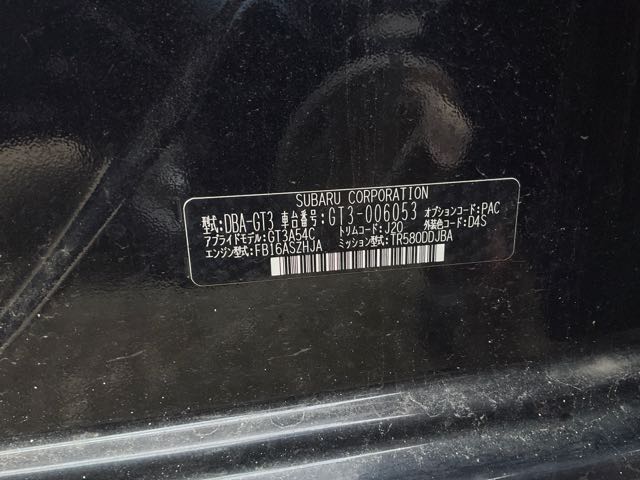 SUBARU CORPORATION
型式:DBA-GT3 車台番号:GT3-006053 オプションコード:PAC
アプライドモデル:GT3A54C トリムコード:J20 外装色コード:D4S
エンジン型式:FB16ASZHJA ミッション型式:TR580DDJBA